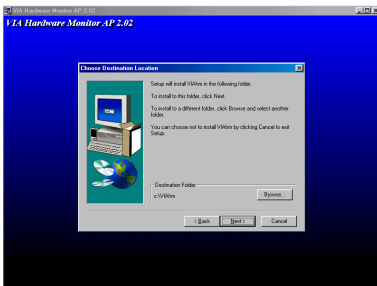 VIA Hardware Monitor AP 2.02
VIA Hardware Monitor AP 2.02
Choose Destination Location
Setup will install VIAhm in the following folder.
To install to this folder, click Next.
To install to a different folder, click Browse and select another
folder.
You can choose not to install VIAhm by clicking Cancel to exit
Setup.
Destination Folder
c:\VIAhm
Browse...
< Back
Next >
Cancel